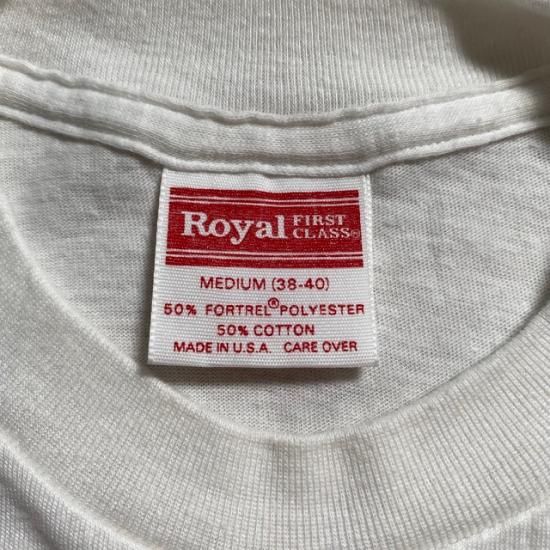 Royal FIRST CLASS®
MEDIUM (38-40)
50% FORTREL® POLYESTER
50% COTTON
MADE IN U.S.A. CARE OVER